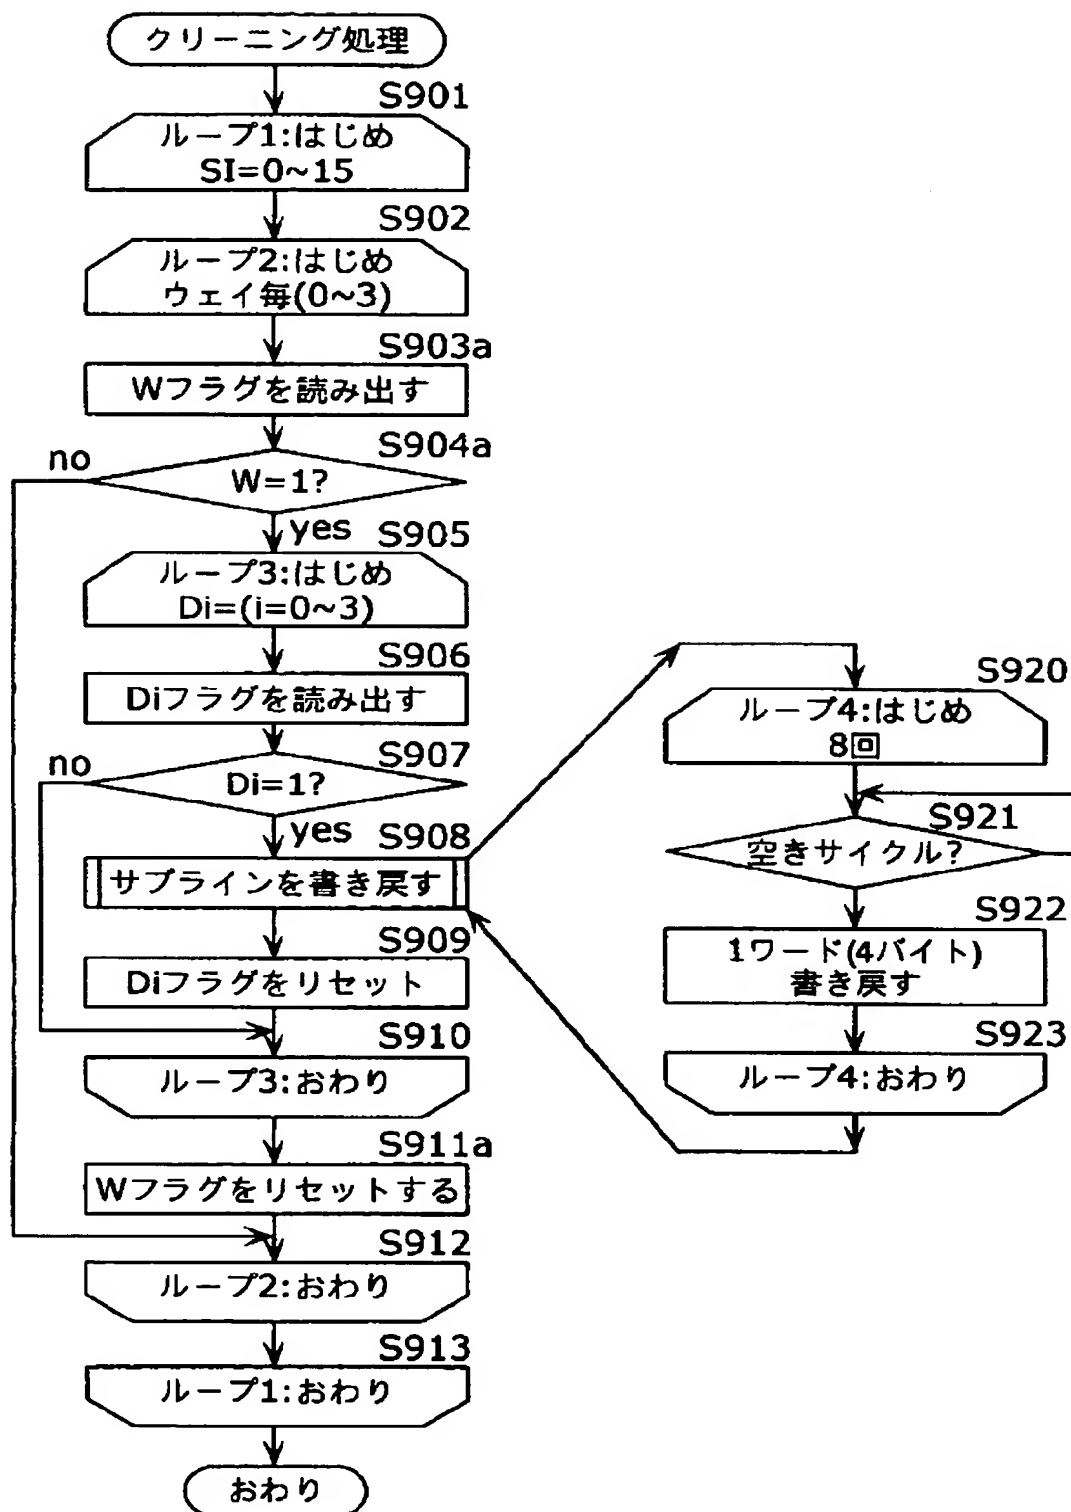 クリーニング処理
S901
ループ1:はじめ
SI=0~15
S902
ループ2:はじめ
ウェイ毎(0~3)
S903a
Wフラグを読み出す
S904a
no
W=1?
yes
S905
ループ3:はじめ
Di=(i=0~3)
S906
Diフラグを読み出す
S907
no
Di=1?
yes
S908
サブラインを書き戻す
S909
Diフラグをリセット
S910
ループ3:おわり
S911a
Wフラグをリセットする
S912
ループ2:おわり
S913
ループ1:おわり
おわり
S920
ループ4:はじめ
8回
S921
空きサイクル?
S922
1ワード(4バイト)
書き戻す
S923
ループ4:おわり